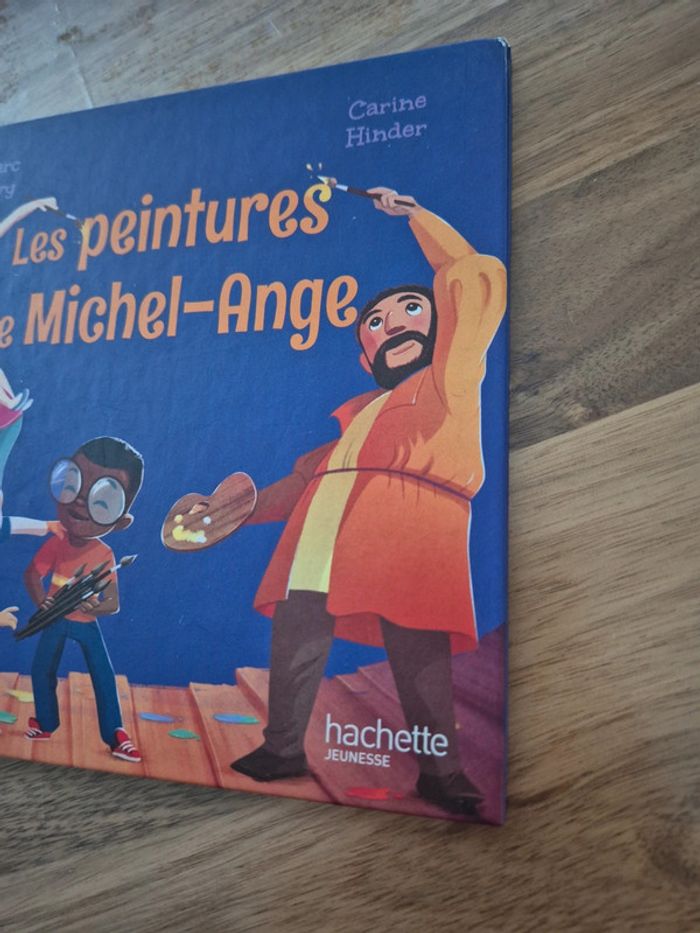 Carine
Hinder
Les peintures
Michel-Ange
hachette
JEUNESSE